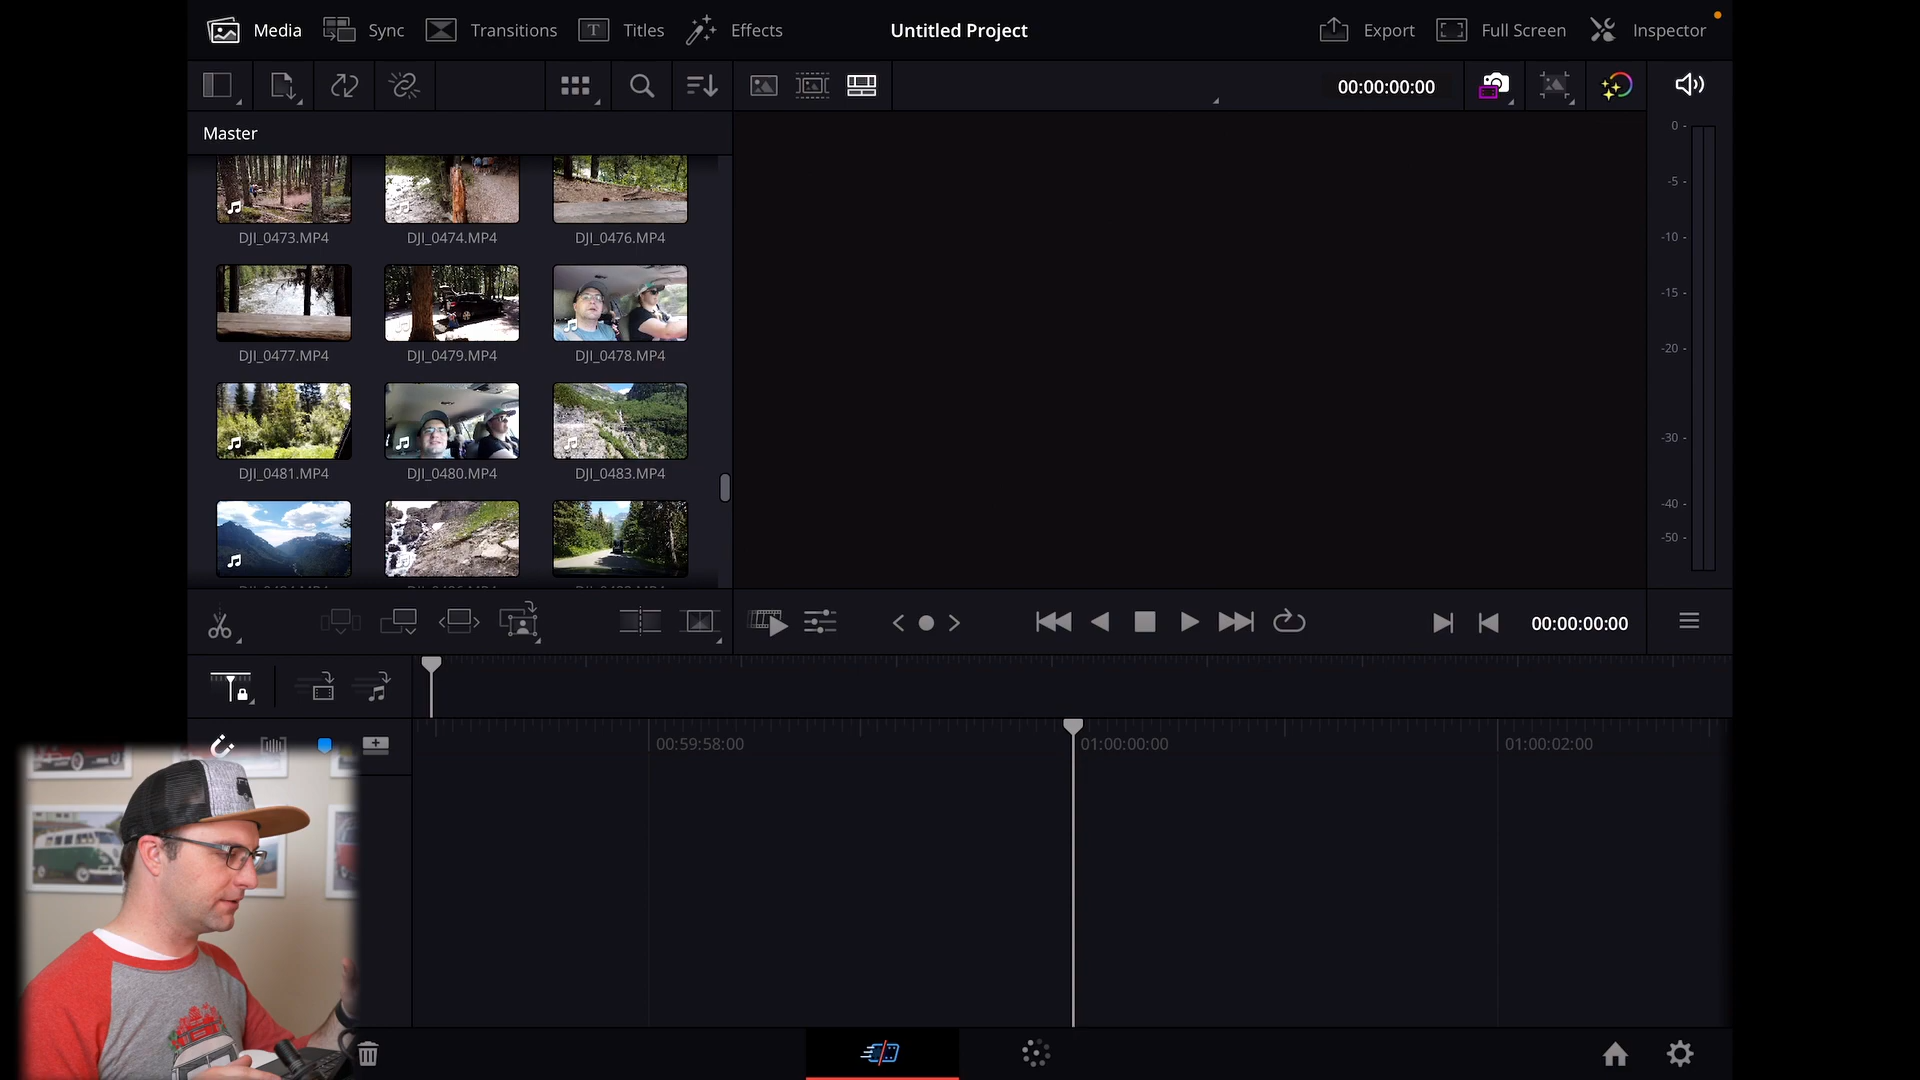 Media
Sync
Transitions
Titles
Effects
Untitled Project
Export
Full Screen
Inspector
00:00:00:00
Master
DJI_0473.MP4
DJI_0474.MP4
DJI_0476.MP4
DJI_0477.MP4
DJI_0479.MP4
DJI_0478.MP4
DJI_0481.MP4
DJI_0480.MP4
DJI_0483.MP4
0
-5
-10
-15
-20
-30
-40
-50
00:00:00:00
00:59:58:00
01:00:00:00
01:00:02:00